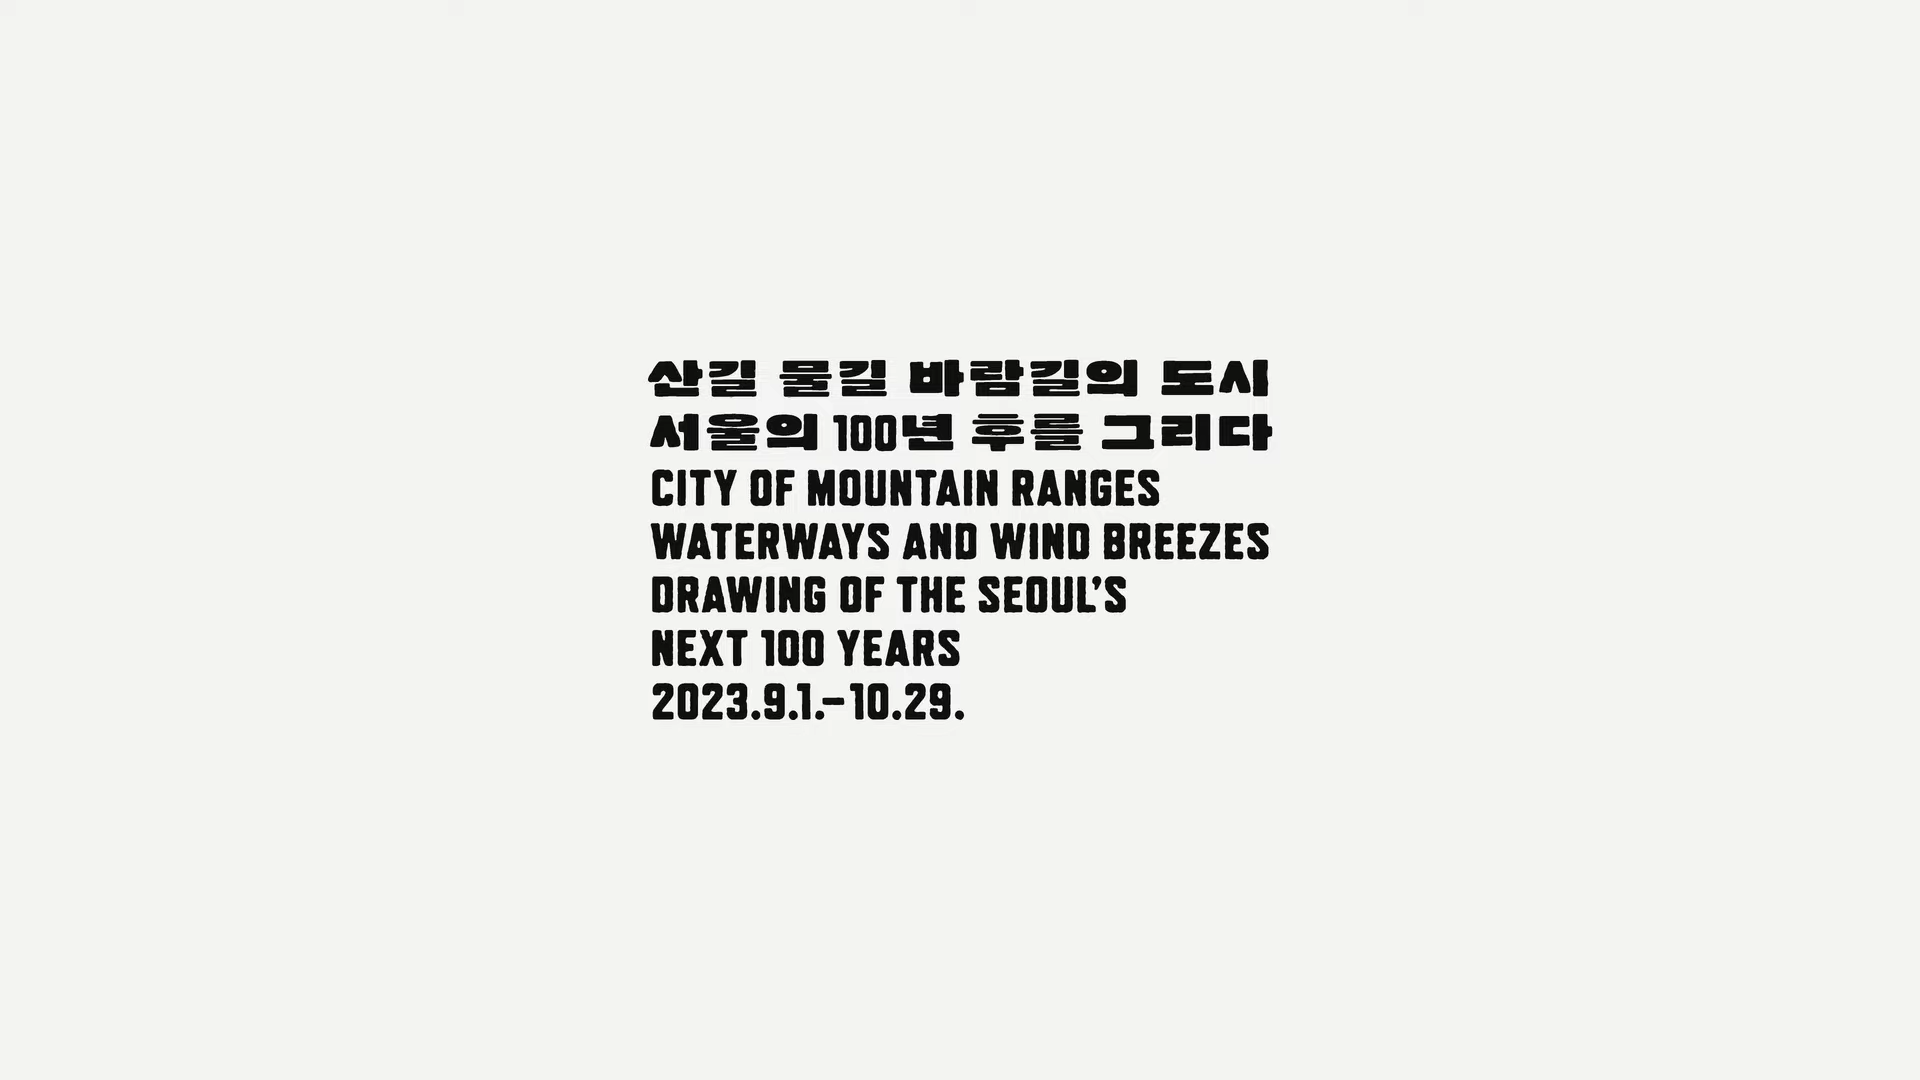 산길 물길 바람길의 도시
서울의 100년 후를 그리다
CITY OF MOUNTAIN RANGES
WATERWAYS AND WIND BREEZES
DRAWING OF THE SEOUL’S
NEXT 100 YEARS
2023.9.1.–10.29.